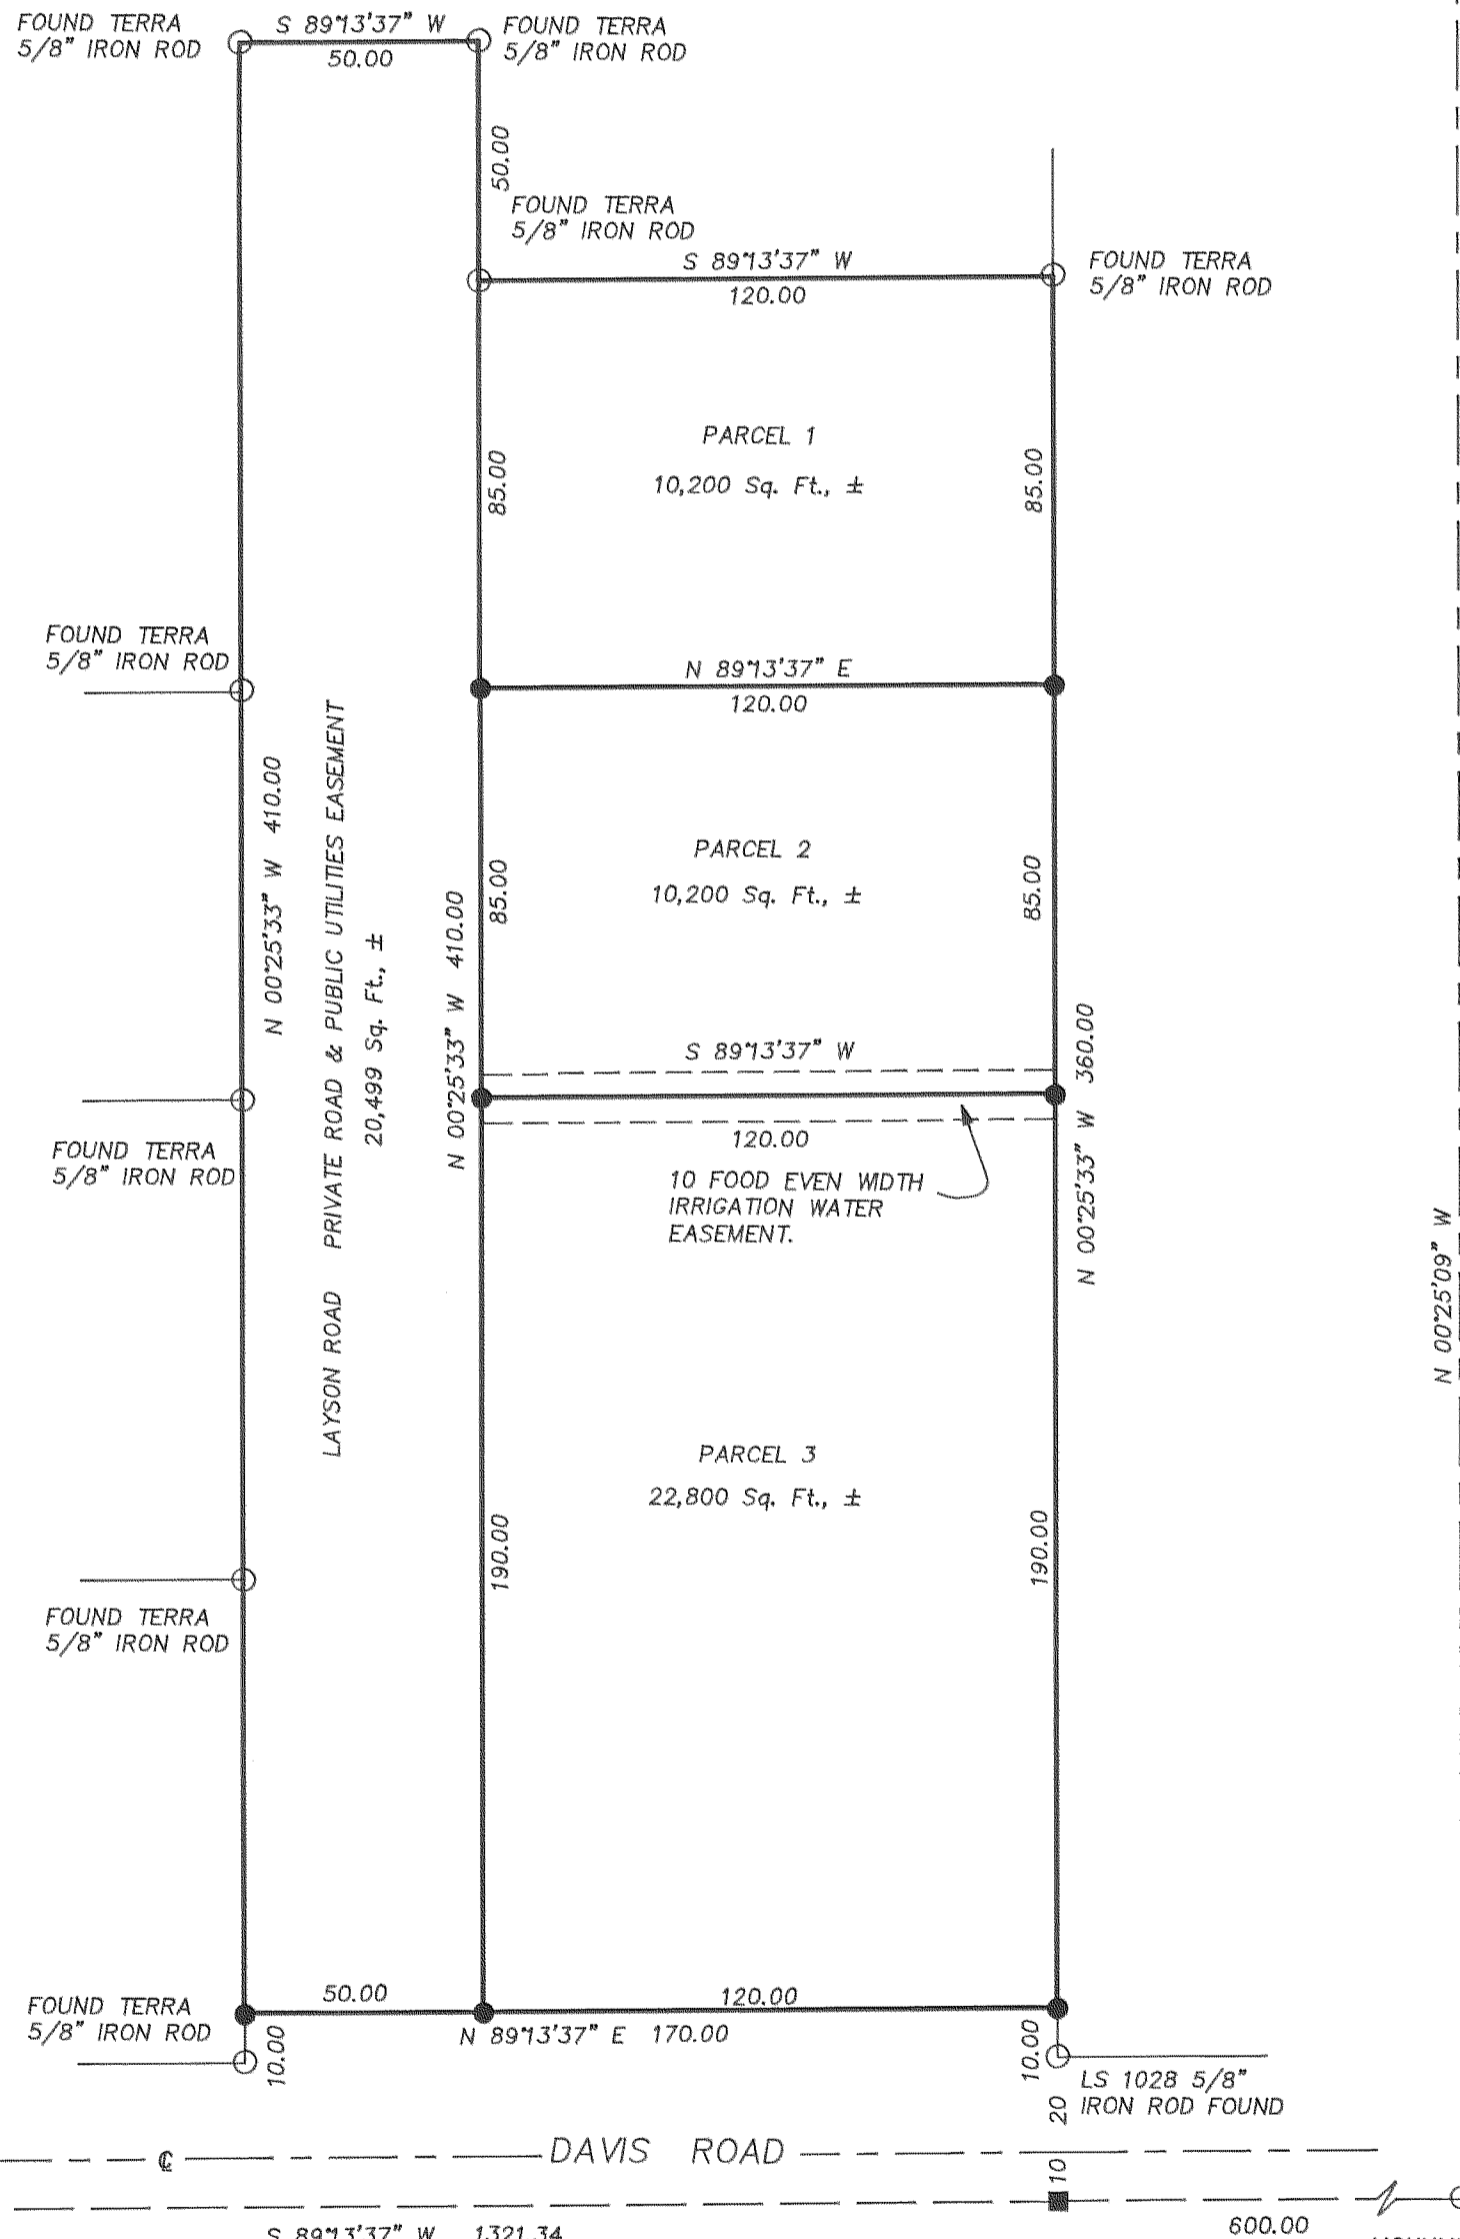 FOUND TERRA
5/8" IRON ROD
S 89°13'37" W
50.00
FOUND TERRA
5/8" IRON ROD
50.00
FOUND TERRA
5/8" IRON ROD
S 89°13'37" W
120.00
FOUND TERRA
5/8" IRON ROD
PARCEL 1
10,200 Sq. Ft., ±
85.00
85.00
FOUND TERRA
5/8" IRON ROD
N 89°13'37" E
120.00
N 00°25'33" W 410.00
LAYSON ROAD PRIVATE ROAD & PUBLIC UTILITIES EASEMENT
20,499 Sq. Ft., ±
N 00°25'33" W 410.00
85.00
PARCEL 2
10,200 Sq. Ft., ±
85.00
S 89°13'37" W
120.00
N 00°25'33" W 360.00
FOUND TERRA
5/8" IRON ROD
10 FOOD EVEN WIDTH
IRRIGATION WATER
EASEMENT.
N 00°25'09" W
PARCEL 3
22,800 Sq. Ft., ±
190.00
190.00
FOUND TERRA
5/8" IRON ROD
FOUND TERRA
5/8" IRON ROD
50.00
120.00
N 89°13'37" E 170.00
10.00
10.00
LS 1028 5/8"
IRON ROD FOUND
20
℄
DAVIS ROAD
10
600.00
S 89°13'37" W 1321.34